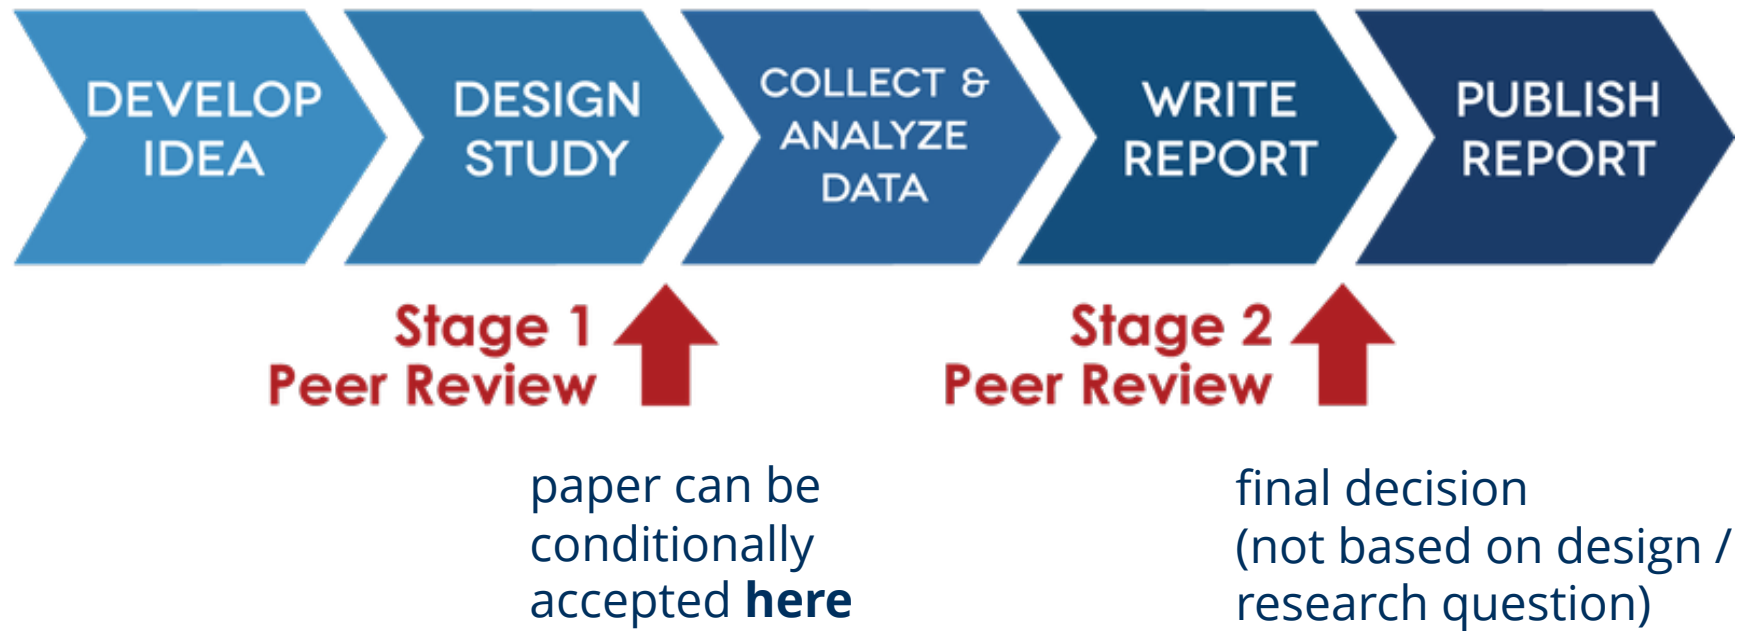 DEVELOP
IDEA
DESIGN
STUDY
COLLECT &
ANALYZE
DATA
WRITE
REPORT
PUBLISH
REPORT
Stage 1
Peer Review
Stage 2
Peer Review
paper can be
conditionally
accepted here
final decision
(not based on design /
research question)